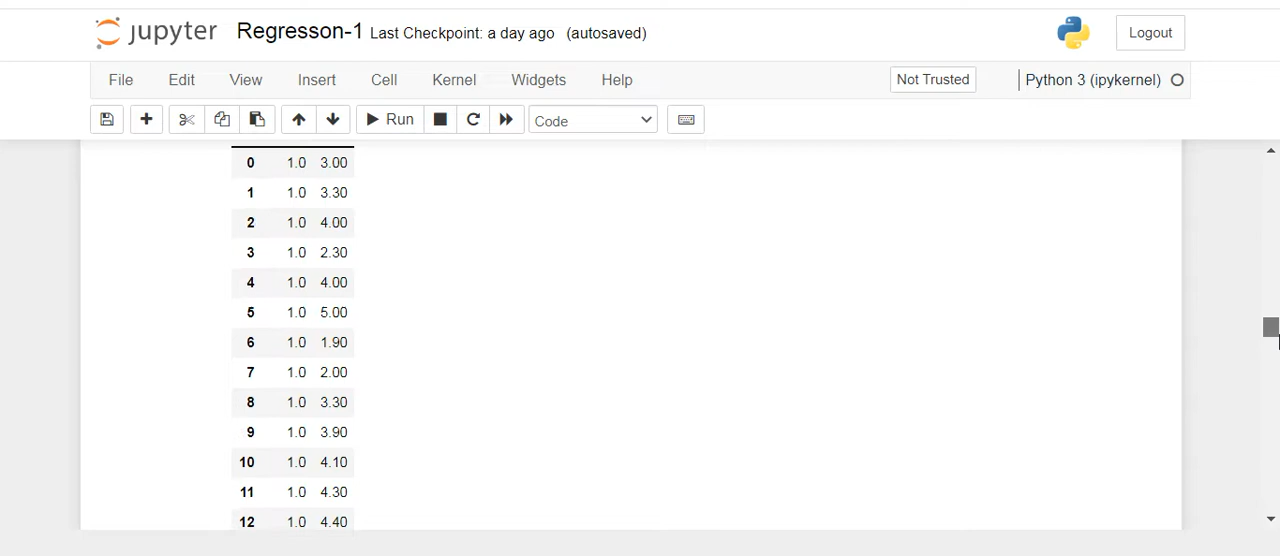 jupyter Regresson-1 Last Checkpoint: a day ago (autosaved)
Logout
File Edit View Insert Cell Kernel Widgets Help Not Trusted Python 3 (ipykernel)
Run Code
0 1.0 3.00
1 1.0 3.30
2 1.0 4.00
3 1.0 2.30
4 1.0 4.00
5 1.0 5.00
6 1.0 1.90
7 1.0 2.00
8 1.0 3.30
9 1.0 3.90
10 1.0 4.10
11 1.0 4.30
12 1.0 4.40